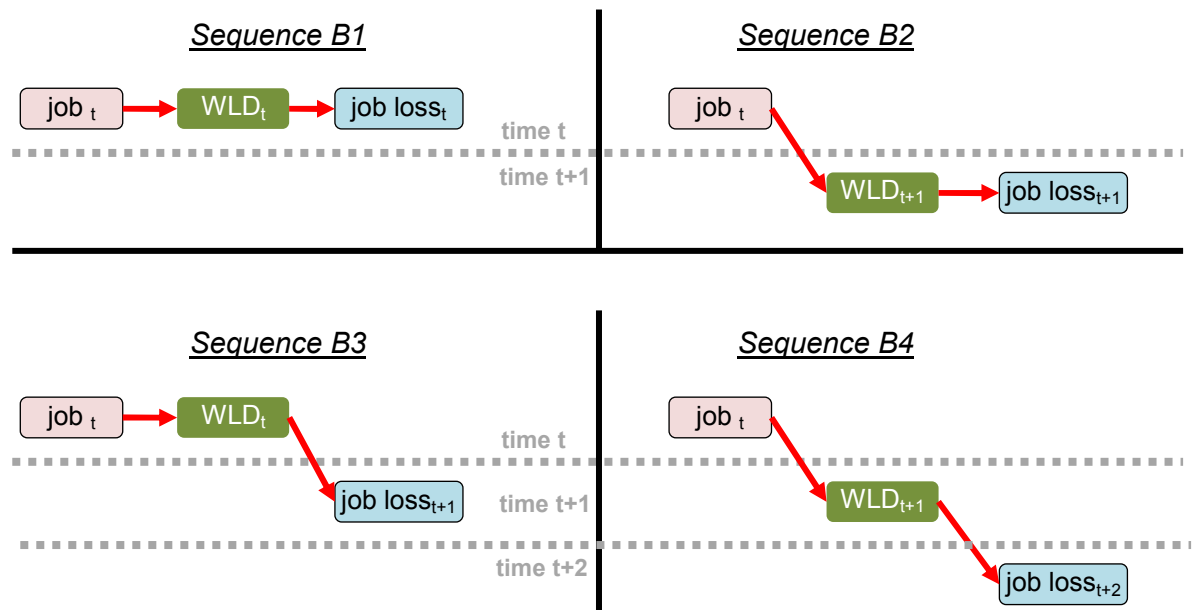 Sequence B1
Sequence B2
job t
WLDt
job losst
job t
time t
time t+1
WLDt+1
job losst+1
Sequence B3
Sequence B4
job t
WLDt
job t
time t
job losst+1
time t+1
WLDt+1
time t+2
job losst+2